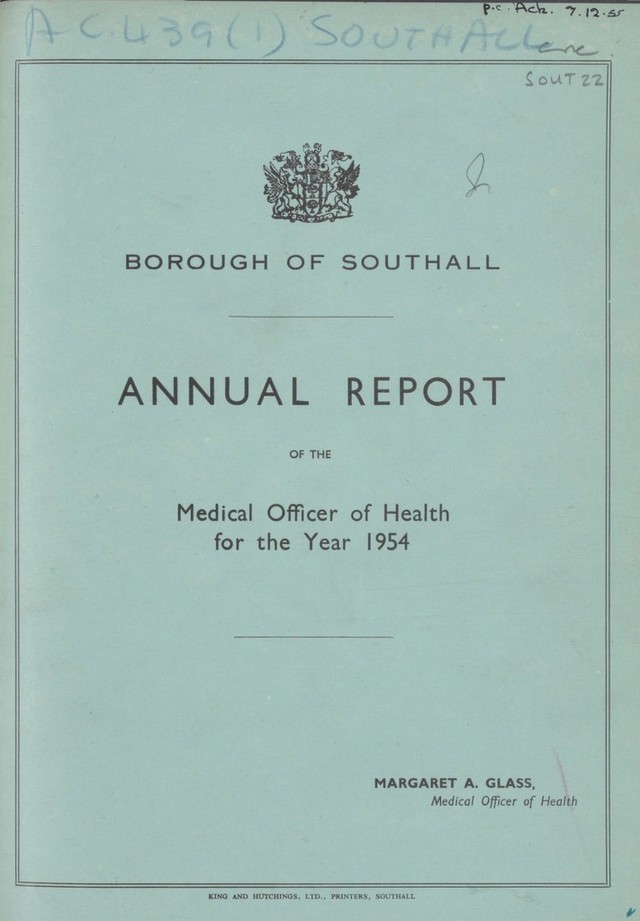 p.c. Ack. 7.12.55
AC.439(1) SOUTHALL
SOUT 22
BOROUGH OF SOUTHALL
ANNUAL REPORT
OF THE
Medical Officer of Health
for the Year 1954
MARGARET A. GLASS,
Medical Officer of Health
KING AND HUTCHINGS, LTD., PRINTERS, SOUTHALL